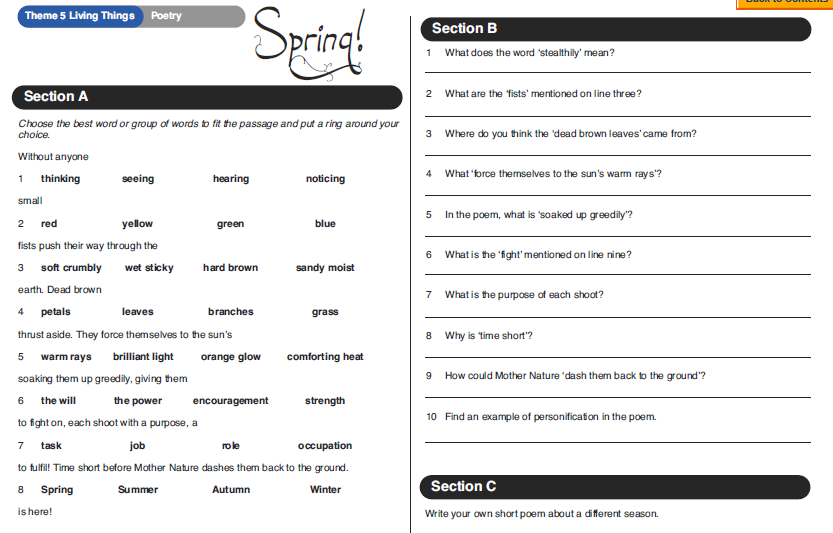 Theme 5 Living Things Poetry
Spring!
Section A
Choose the best word or group of words to fit the passage and put a ring around your
choice.
Without anyone
1 thinking seeing hearing noticing
small
2 red yellow green blue
fists push their way through the
3 soft crumbly wet sticky hard brown sandy moist
earth. Dead brown
4 petals leaves branches grass
thrust aside. They force themselves to the sun's
5 warm rays brilliant light orange glow comforting heat
soaking them up greedily, giving them
6 the will the power encouragement strength
to fight on, each shoot with a purpose, a
7 task job role occupation
to fulfil! Time short before Mother Nature dashes them back to the ground.
8 Spring Summer Autumn Winter
is here!
Back to Contents
Section B
1 What does the word ‘stealthily’ mean?
2 What are the ‘fists’ mentioned on line three?
3 Where do you think the ‘dead brown leaves’ came from?
4 What ‘force themselves to the sun’s warm rays’?
5 In the poem, what is ‘soaked up greedily’?
6 What is the ‘fight’ mentioned on line nine?
7 What is the purpose of each shoot?
8 Why is ‘time short’?
9 How could Mother Nature ‘dash them back to the ground’?
10 Find an example of personification in the poem.
Section C
Write your own short poem about a different season.